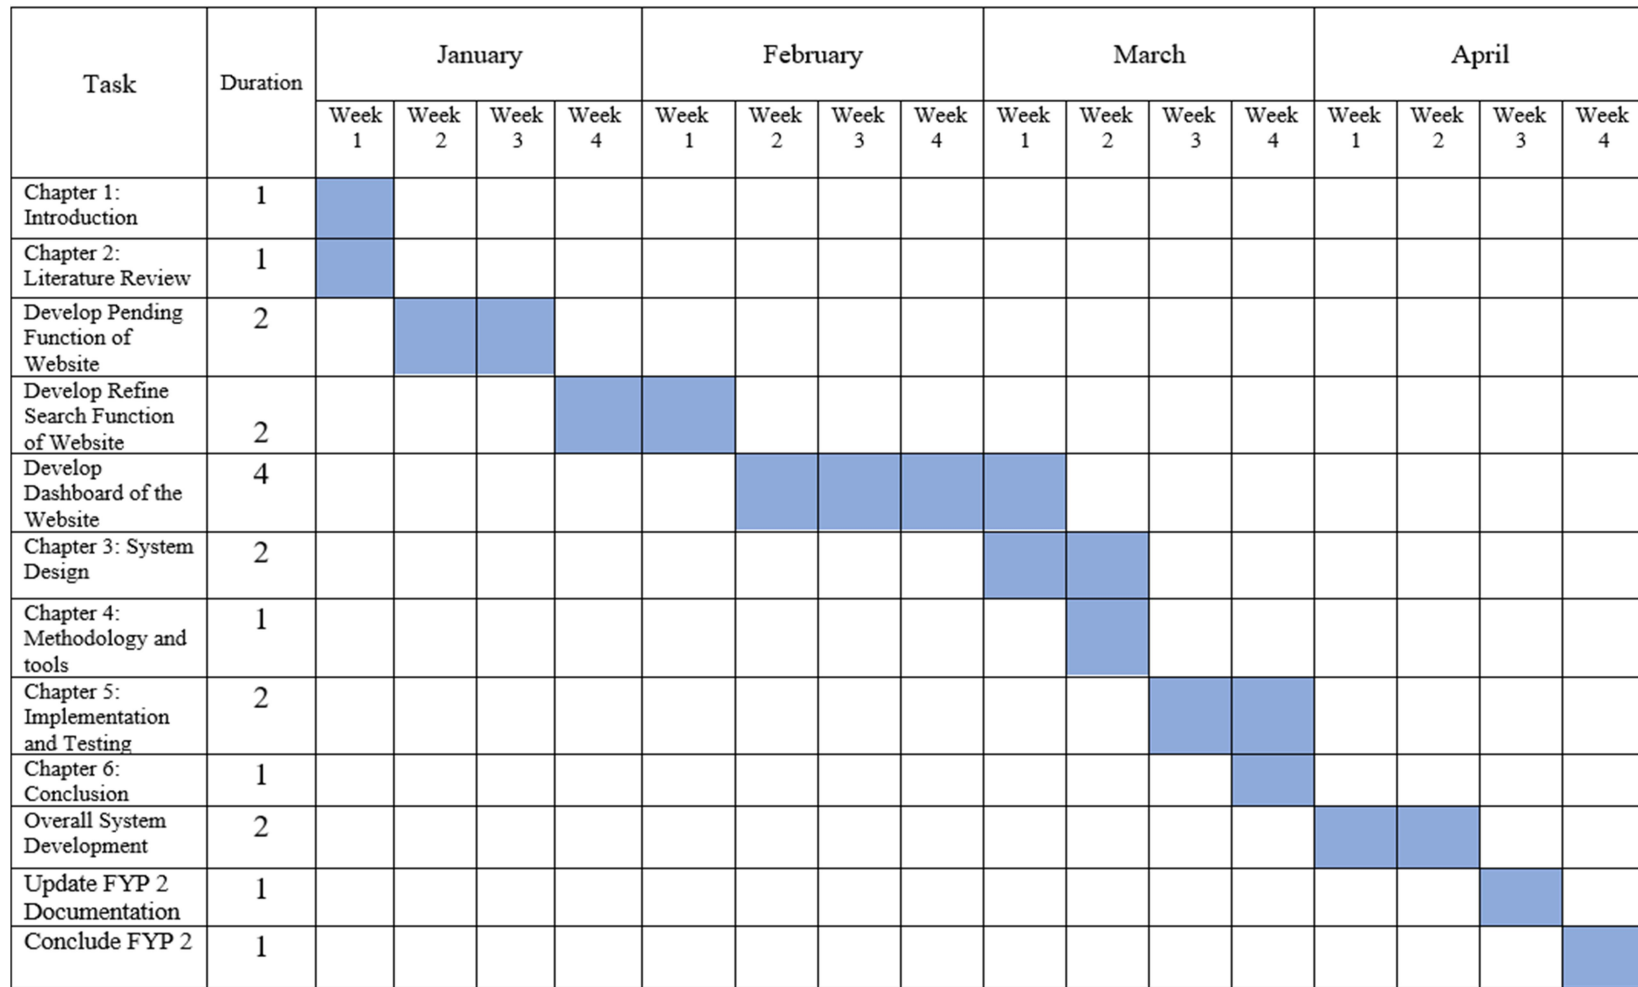 Task
Duration
January
February
March
April
Week
1
Week
2
Week
3
Week
4
Week
1
Week
2
Week
3
Week
4
Week
1
Week
2
Week
3
Week
4
Week
1
Week
2
Week
3
Week
4
Chapter 1:
Introduction
1
Chapter 2:
Literature Review
1
Develop Pending
Function of
Website
2
Develop Refine
Search Function
of Website
2
Develop
Dashboard of the
Website
4
Chapter 3: System
Design
2
Chapter 4:
Methodology and
tools
1
Chapter 5:
Implementation
and Testing
2
Chapter 6:
Conclusion
1
Overall System
Development
2
Update FYP 2
Documentation
1
Conclude FYP 2
1